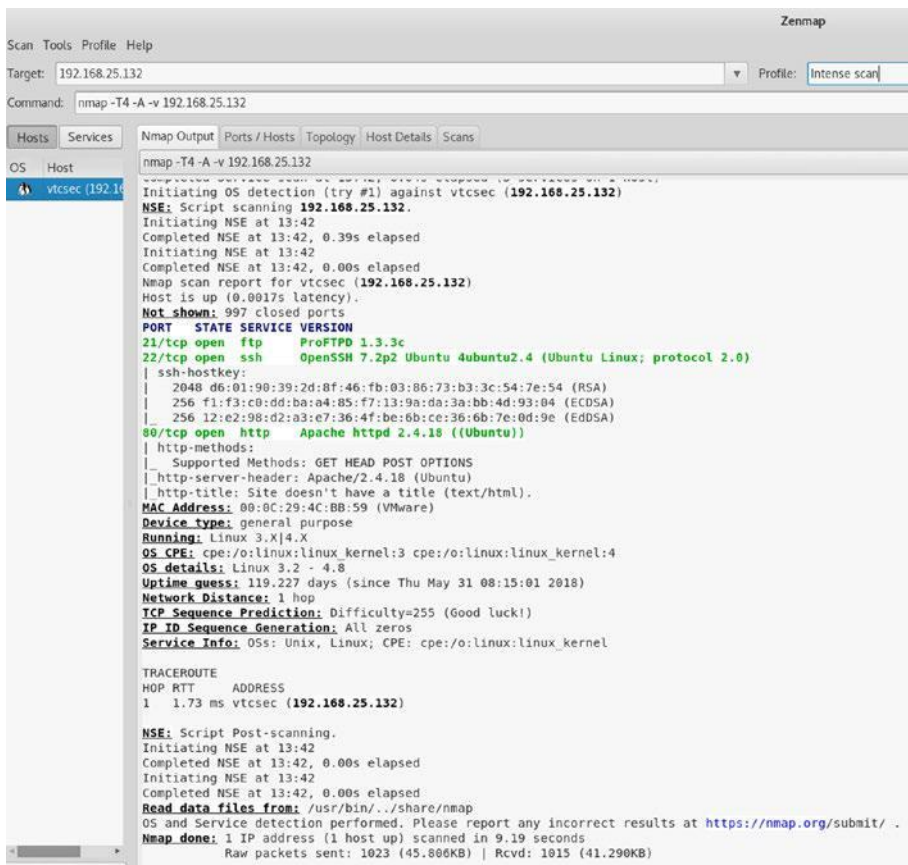 Zenmap
Scan Tools Profile Help
Target: 192.168.25.132 Profile: Intense scan
Command: nmap -T4 -A -v 192.168.25.132
Hosts Services Nmap Output Ports / Hosts Topology Host Details Scans
OS Host nmap -T4 -A -v 192.168.25.132
vtcsec (192.16
Initiating OS detection (try #1) against vtcsec (192.168.25.132)
NSE: Script scanning 192.168.25.132.
Initiating NSE at 13:42
Completed NSE at 13:42, 0.39s elapsed
Initiating NSE at 13:42
Completed NSE at 13:42, 0.00s elapsed
Nmap scan report for vtcsec (192.168.25.132)
Host is up (0.0017s latency).
Not shown: 997 closed ports
PORT STATE SERVICE VERSION
21/tcp open ftp ProFTPD 1.3.3c
22/tcp open ssh OpenSSH 7.2p2 Ubuntu 4ubuntu2.4 (Ubuntu Linux; protocol 2.0)
| ssh-hostkey:
| 2048 d6:01:90:39:2d:8f:46:fb:03:86:73:b3:3c:54:7e:54 (RSA)
| 256 f1:f3:c0:dd:ba:a4:85:f7:13:9a:da:3a:bb:4d:93:04 (ECDSA)
|_ 256 12:e2:98:d2:a3:e7:36:4f:be:6b:ce:36:6b:7e:0d:9e (EdDSA)
80/tcp open http Apache httpd 2.4.18 ((Ubuntu))
| http-methods:
|_ Supported Methods: GET HEAD POST OPTIONS
|_http-server-header: Apache/2.4.18 (Ubuntu)
|_http-title: Site doesn't have a title (text/html).
MAC Address: 00:0C:29:4C:BB:59 (VMware)
Device type: general purpose
Running: Linux 3.X|4.X
OS CPE: cpe:/o:linux:linux_kernel:3 cpe:/o:linux:linux_kernel:4
OS details: Linux 3.2 - 4.8
Uptime guess: 119.227 days (since Thu May 31 08:15:01 2018)
Network Distance: 1 hop
TCP Sequence Prediction: Difficulty=255 (Good luck!)
IP ID Sequence Generation: All zeros
Service Info: OSs: Unix, Linux; CPE: cpe:/o:linux:linux_kernel
TRACEROUTE
HOP RTT ADDRESS
1 1.73 ms vtcsec (192.168.25.132)
NSE: Script Post-scanning.
Initiating NSE at 13:42
Completed NSE at 13:42, 0.00s elapsed
Initiating NSE at 13:42
Completed NSE at 13:42, 0.00s elapsed
Read data files from: /usr/bin/../share/nmap
OS and Service detection performed. Please report any incorrect results at https://nmap.org/submit/ .
Nmap done: 1 IP address (1 host up) scanned in 9.19 seconds
Raw packets sent: 1023 (45.806KB) | Rcvd: 1015 (41.290KB)